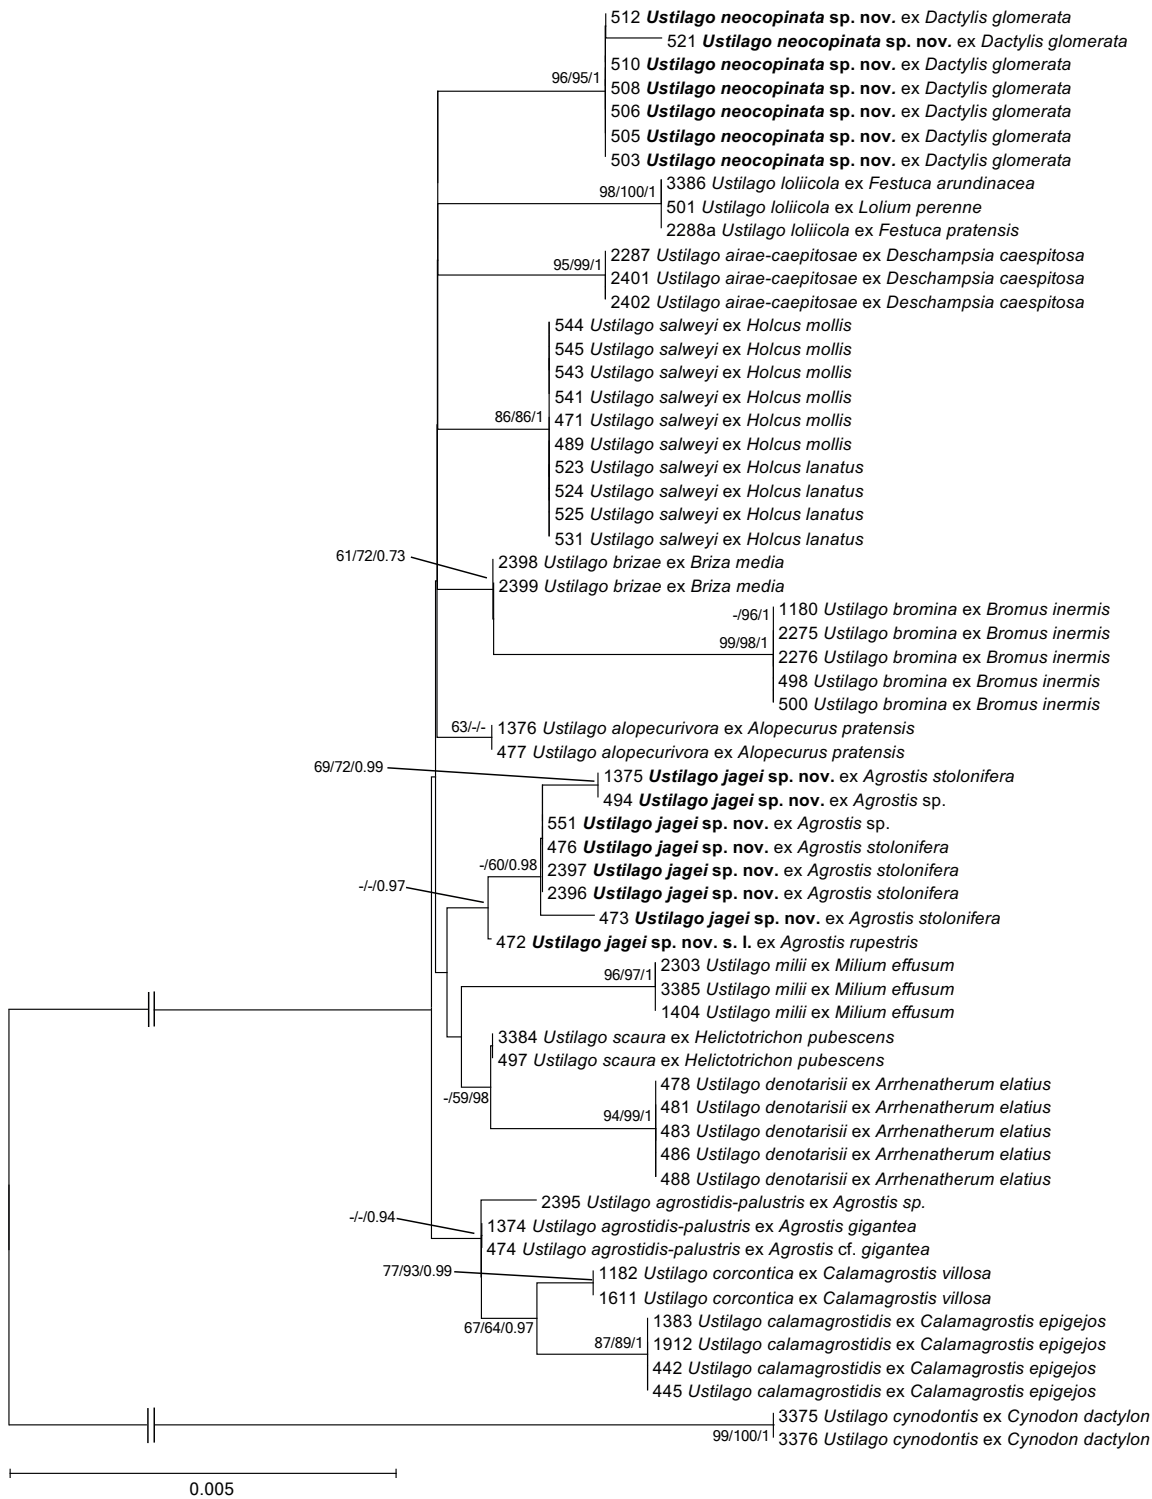 512 Ustilago neocopinata sp. nov. ex Dactylis glomerata
521 Ustilago neocopinata sp. nov. ex Dactylis glomerata
510 Ustilago neocopinata sp. nov. ex Dactylis glomerata
96/95/1
508 Ustilago neocopinata sp. nov. ex Dactylis glomerata
506 Ustilago neocopinata sp. nov. ex Dactylis glomerata
505 Ustilago neocopinata sp. nov. ex Dactylis glomerata
503 Ustilago neocopinata sp. nov. ex Dactylis glomerata
3386 Ustilago loliicola ex Festuca arundinacea
98/100/1
501 Ustilago loliicola ex Lolium perenne
2288a Ustilago loliicola ex Festuca pratensis
2287 Ustilago airae-caepitosae ex Deschampsia caespitosa
95/99/1
2401 Ustilago airae-caepitosae ex Deschampsia caespitosa
2402 Ustilago airae-caepitosae ex Deschampsia caespitosa
544 Ustilago salweyi ex Holcus mollis
545 Ustilago salweyi ex Holcus mollis
543 Ustilago salweyi ex Holcus mollis
541 Ustilago salweyi ex Holcus mollis
86/86/1
471 Ustilago salweyi ex Holcus mollis
489 Ustilago salweyi ex Holcus mollis
523 Ustilago salweyi ex Holcus lanatus
524 Ustilago salweyi ex Holcus lanatus
525 Ustilago salweyi ex Holcus lanatus
531 Ustilago salweyi ex Holcus lanatus
61/72/0.73
2398 Ustilago brizae ex Briza media
2399 Ustilago brizae ex Briza media
1180 Ustilago bromina ex Bromus inermis
-/96/1
2275 Ustilago bromina ex Bromus inermis
99/98/1
2276 Ustilago bromina ex Bromus inermis
498 Ustilago bromina ex Bromus inermis
500 Ustilago bromina ex Bromus inermis
63/-/-
1376 Ustilago alopecurivora ex Alopecurus pratensis
477 Ustilago alopecurivora ex Alopecurus pratensis
69/72/0.99
1375 Ustilago jagei sp. nov. ex Agrostis stolonifera
494 Ustilago jagei sp. nov. ex Agrostis sp.
551 Ustilago jagei sp. nov. ex Agrostis sp.
476 Ustilago jagei sp. nov. ex Agrostis stolonifera
-/60/0.98
2397 Ustilago jagei sp. nov. ex Agrostis stolonifera
-/-/0.97
2396 Ustilago jagei sp. nov. ex Agrostis stolonifera
473 Ustilago jagei sp. nov. ex Agrostis stolonifera
472 Ustilago jagei sp. nov. s. l. ex Agrostis rupestris
2303 Ustilago milii ex Milium effusum
96/97/1
3385 Ustilago milii ex Milium effusum
1404 Ustilago milii ex Milium effusum
3384 Ustilago scaura ex Helictotrichon pubescens
497 Ustilago scaura ex Helictotrichon pubescens
-/59/98
478 Ustilago denotarisii ex Arrhenatherum elatius
481 Ustilago denotarisii ex Arrhenatherum elatius
94/99/1
483 Ustilago denotarisii ex Arrhenatherum elatius
486 Ustilago denotarisii ex Arrhenatherum elatius
488 Ustilago denotarisii ex Arrhenatherum elatius
2395 Ustilago agrostidis-palustris ex Agrostis sp.
-/-/0.94
1374 Ustilago agrostidis-palustris ex Agrostis gigantea
474 Ustilago agrostidis-palustris ex Agrostis cf. gigantea
77/93/0.99
1182 Ustilago corcontica ex Calamagrostis villosa
1611 Ustilago corcontica ex Calamagrostis villosa
67/64/0.97
1383 Ustilago calamagrostidis ex Calamagrostis epigejos
87/89/1
1912 Ustilago calamagrostidis ex Calamagrostis epigejos
442 Ustilago calamagrostidis ex Calamagrostis epigejos
445 Ustilago calamagrostidis ex Calamagrostis epigejos
3375 Ustilago cynodontis ex Cynodon dactylon
99/100/1
3376 Ustilago cynodontis ex Cynodon dactylon
0.005